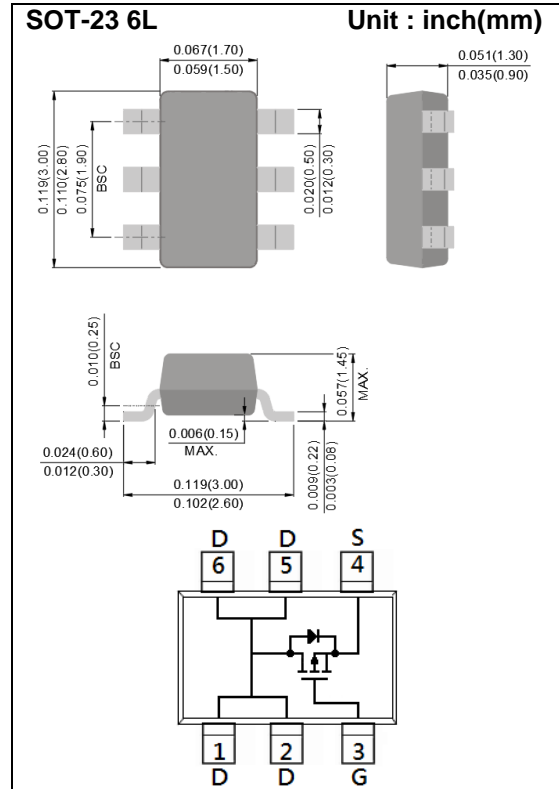 SOT-23 6L Unit : inch(mm)
0.067(1.70)
0.059(1.50)
0.051(1.30)
0.035(0.90)
0.119(3.00)
0.110(2.80)
0.075(1.90)
BSC
0.020(0.50)
0.012(0.30)
0.010(0.25)
BSC
0.057(1.45)
MAX.
0.006(0.15)
MAX.
0.024(0.60)
0.012(0.30)
0.009(0.22)
0.003(0.08)
0.119(3.00)
0.102(2.60)
D D S
6 5 4
1 2 3
D D G